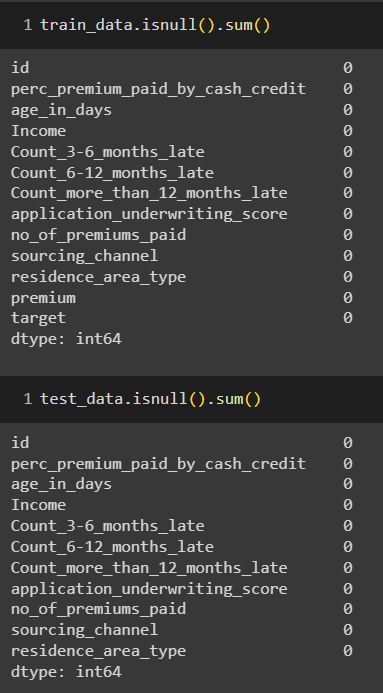 1 train_data.isnull().sum()
id 0
perc_premium_paid_by_cash_credit 0
age_in_days 0
Income 0
Count_3-6_months_late 0
Count_6-12_months_late 0
Count_more_than_12_months_late 0
application_underwriting_score 0
no_of_premiums_paid 0
sourcing_channel 0
residence_area_type 0
premium 0
target 0
dtype: int64
1 test_data.isnull().sum()
id 0
perc_premium_paid_by_cash_credit 0
age_in_days 0
Income 0
Count_3-6_months_late 0
Count_6-12_months_late 0
Count_more_than_12_months_late 0
application_underwriting_score 0
no_of_premiums_paid 0
sourcing_channel 0
residence_area_type 0
dtype: int64